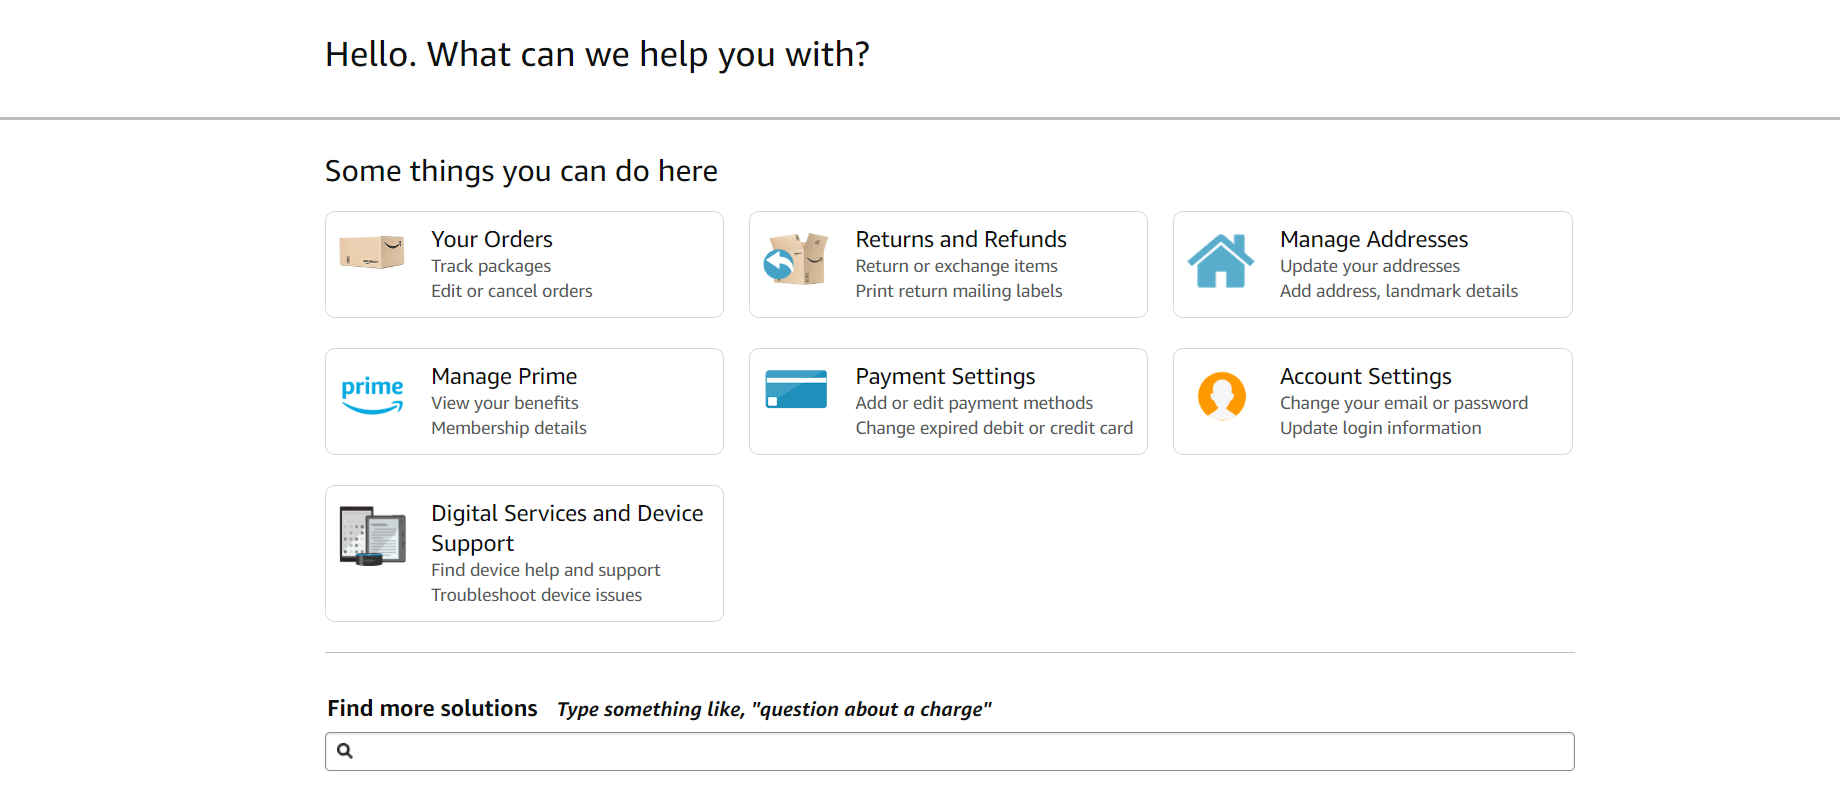 Hello. What can we help you with?
Some things you can do here
Your Orders
Track packages
Edit or cancel orders
Returns and Refunds
Return or exchange items
Print return mailing labels
Manage Addresses
Update your addresses
Add address, landmark details
prime
Manage Prime
View your benefits
Membership details
Payment Settings
Add or edit payment methods
Change expired debit or credit card
Account Settings
Change your email or password
Update login information
Digital Services and Device
Support
Find device help and support
Troubleshoot device issues
Find more solutions Type something like, "question about a charge"